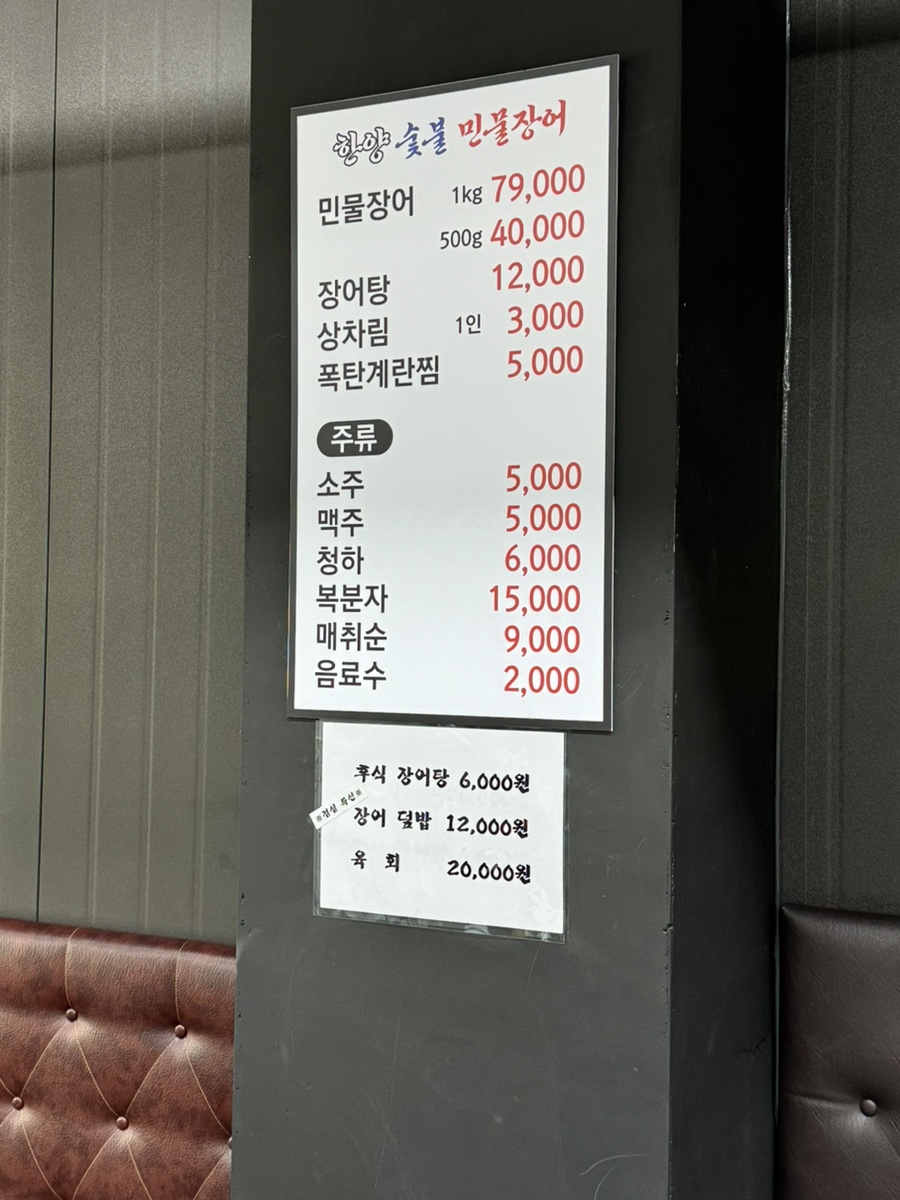 한양 숯불 민물장어
민물장어 1kg 79,000
500g 40,000
장어탕 12,000
상차림 1인 3,000
폭탄계란찜 5,000
주류
소주 5,000
맥주 5,000
청하 6,000
복분자 15,000
매취순 9,000
음료수 2,000
후식 장어탕 6,000원
※점심 특선※
장어 덮밥 12,000원
육 회 20,000원